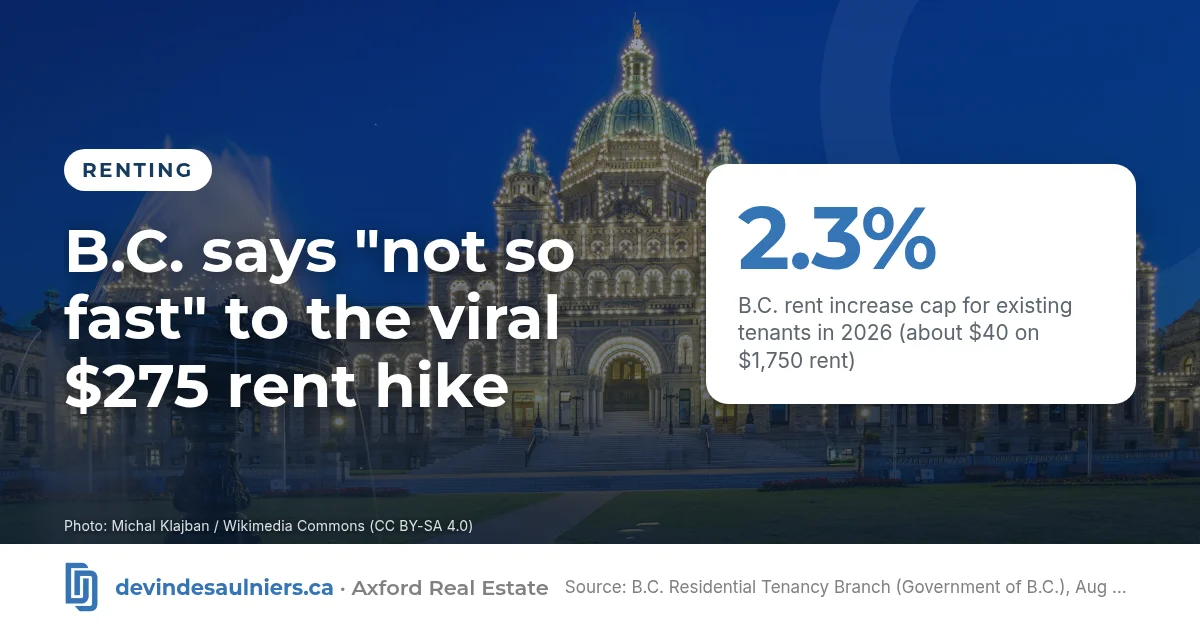 RENTING
B.C. says "not so
fast" to the viral
$275 rent hike
2.3%
B.C. rent increase cap for existing
tenants in 2026 (about $40 on
$1,750 rent)
Photo: Michal Klajban / Wikimedia Commons (CC BY-SA 4.0)
devindesaulniers.ca · Axford Real Estate
Source: B.C. Residential Tenancy Branch (Government of B.C.), Aug ...